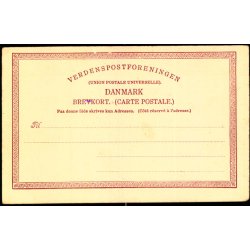 VERDENSPOSTFORENINGEN
(UNION POSTALE UNIVERSELLE).
DANMARK
BREVKORT. (CARTE POSTALE.)
Paa denne Side skrives kun Adressen. (Côté réservé à l'adresse.)
Til